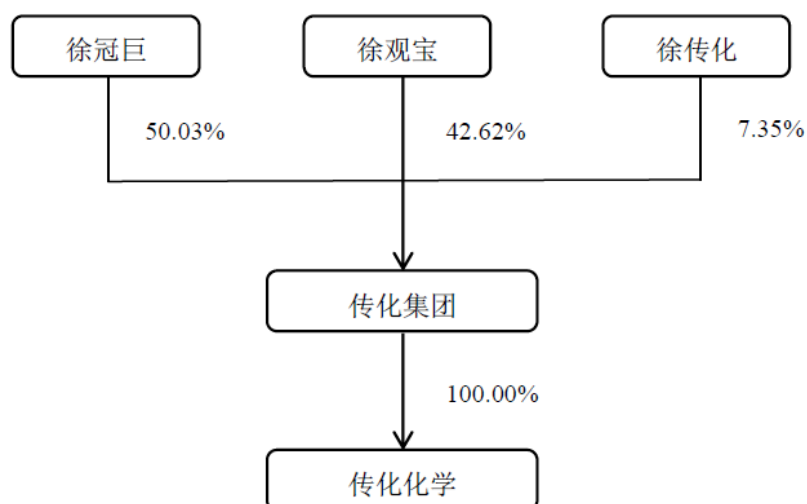 徐冠巨
徐观宝
徐传化
50.03%
42.62%
7.35%
传化集团
100.00%
传化化学